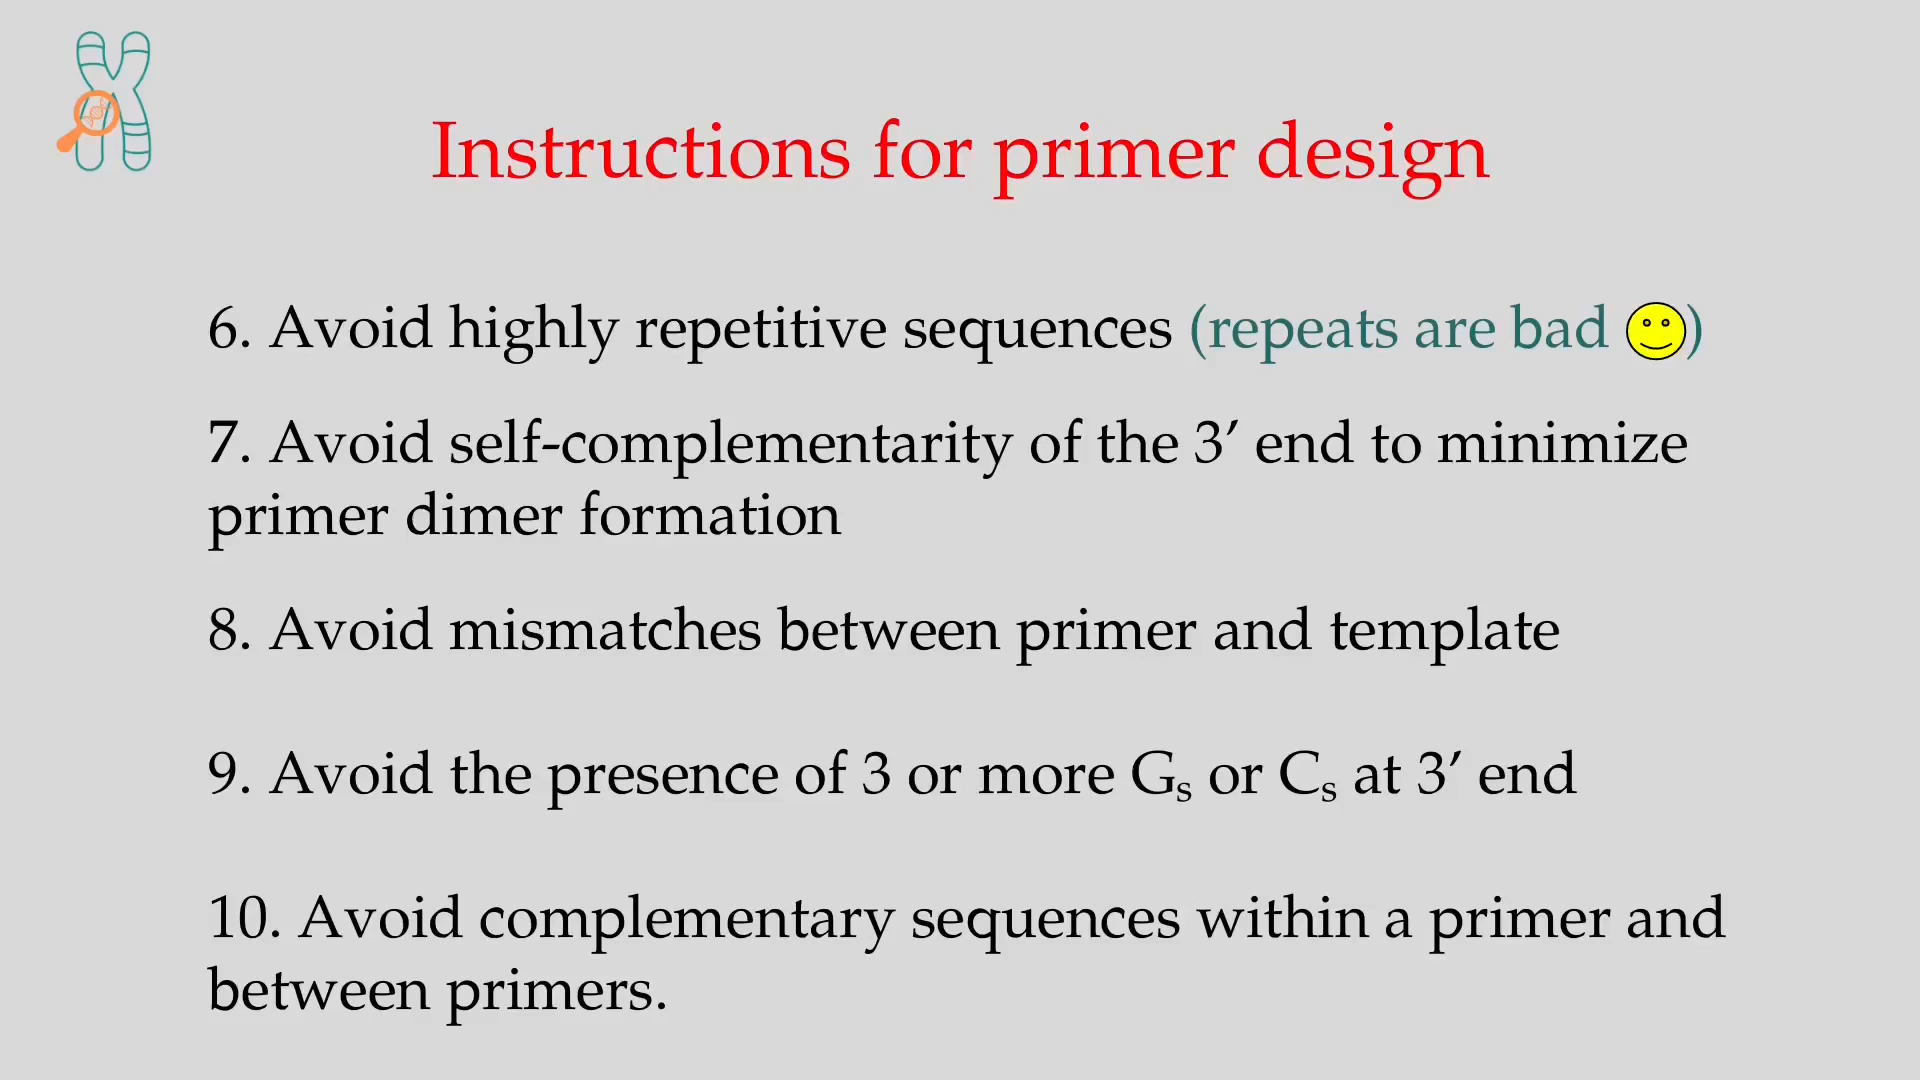 Instructions for primer design
6. Avoid highly repetitive sequences (repeats are bad 🙂)
7. Avoid self-complementarity of the 3’ end to minimize
primer dimer formation
8. Avoid mismatches between primer and template
9. Avoid the presence of 3 or more Gs or Cs at 3’ end
10. Avoid complementary sequences within a primer and
between primers.